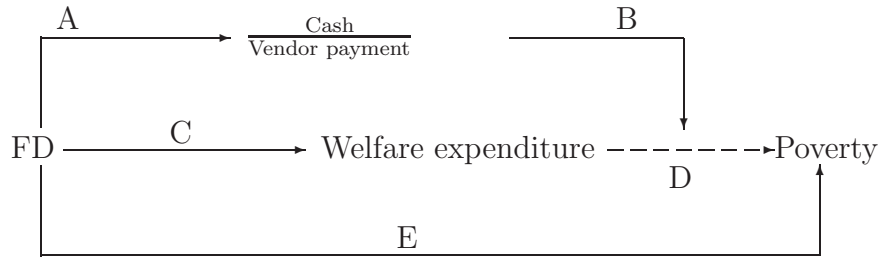 A
Cash
Vendor payment
B
FD
C
Welfare expenditure
Poverty
D
E